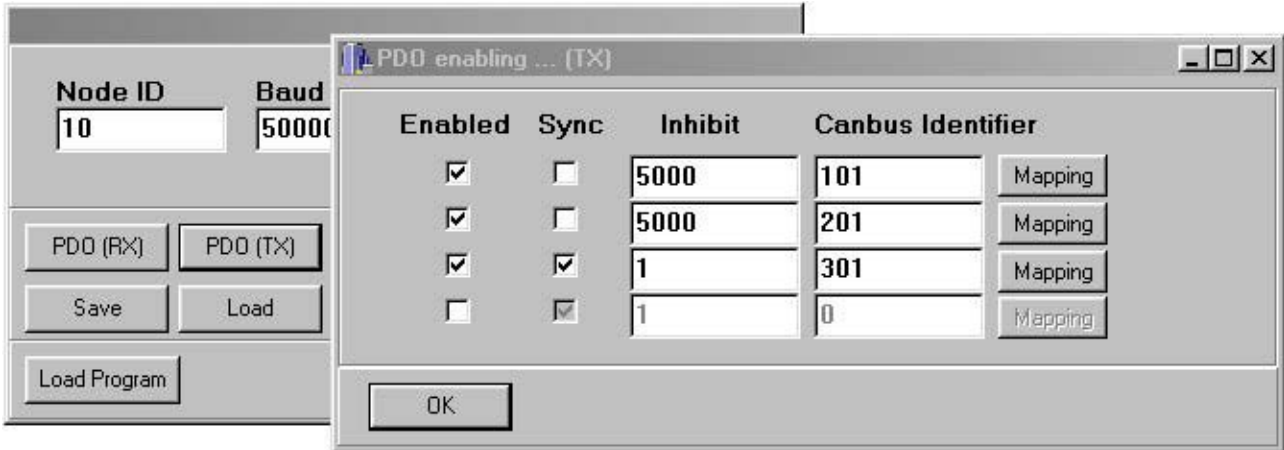 Node ID
Baud
10
5000
PDO (RX)
PDO (TX)
Save
Load
Load Program
PDO enabling ... (TX)
Enabled Sync Inhibit Canbus Identifier
5000 101 Mapping
5000 201 Mapping
1 301 Mapping
1 0 Mapping
OK